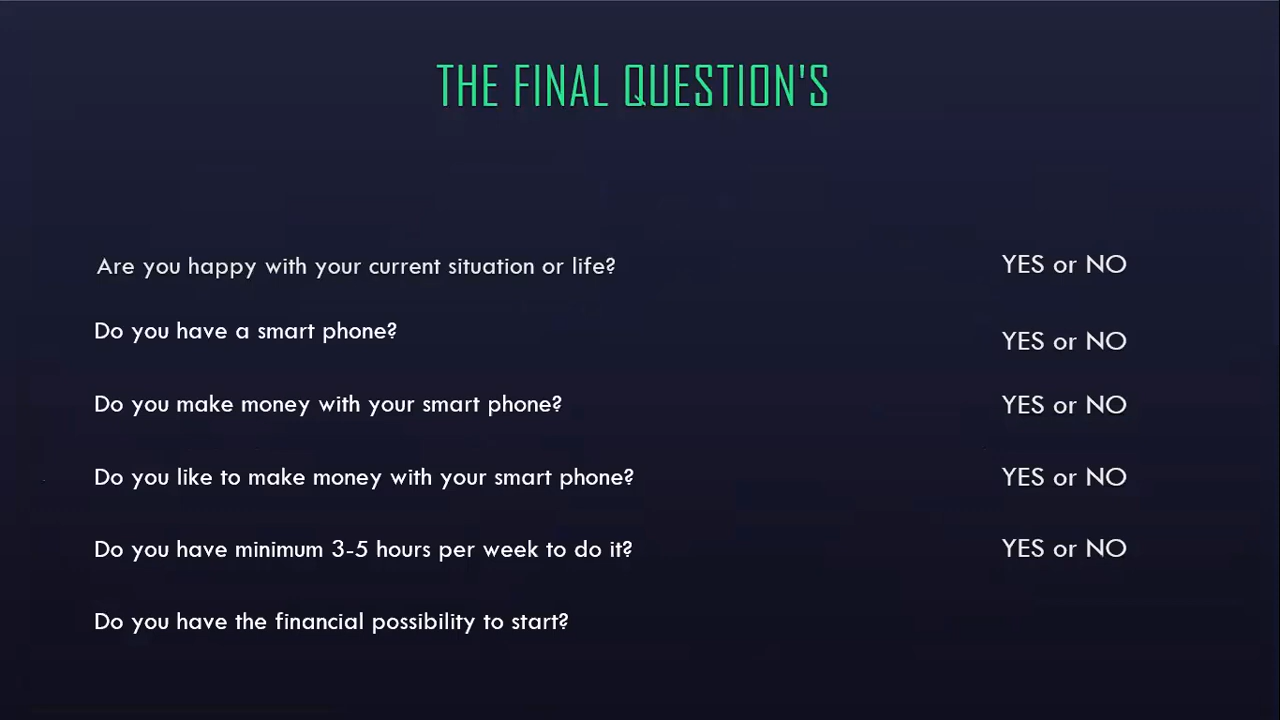 THE FINAL QUESTION'S
Are you happy with your current situation or life? YES or NO
Do you have a smart phone? YES or NO
Do you make money with your smart phone? YES or NO
Do you like to make money with your smart phone? YES or NO
Do you have minimum 3-5 hours per week to do it? YES or NO
Do you have the financial possibility to start?